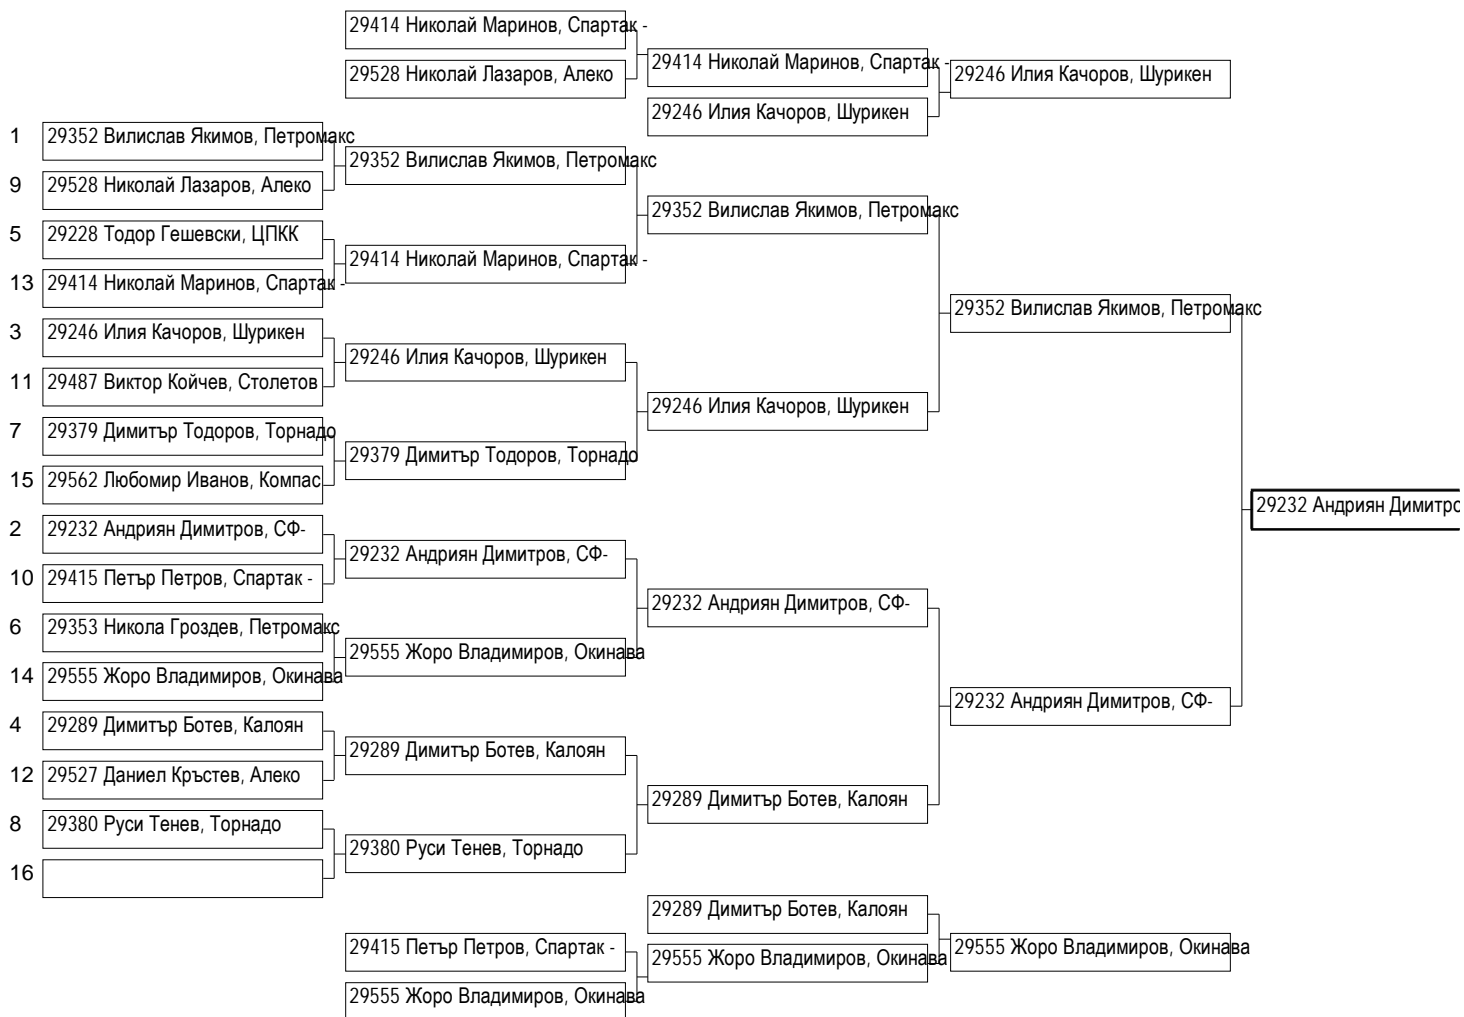 29414 Николай Маринов, Спартак -
29528 Николай Лазаров, Алеко
29414 Николай Маринов, Спартак -
29246 Илия Качоров, Шурикен
29246 Илия Качоров, Шурикен
1 29352 Вилислав Якимов, Петромакс
9 29528 Николай Лазаров, Алеко
5 29228 Тодор Гешевски, ЦПКК
13 29414 Николай Маринов, Спартак -
3 29246 Илия Качоров, Шурикен
11 29487 Виктор Койчев, Столетов
7 29379 Димитър Тодоров, Торнадо
15 29562 Любомир Иванов, Компас
2 29232 Андриян Димитров, СФ-
10 29415 Петър Петров, Спартак -
6 29353 Никола Гроздев, Петромакс
14 29555 Жоро Владимиров, Окинава
4 29289 Димитър Ботев, Калоян
12 29527 Даниел Кръстев, Алеко
8 29380 Руси Тенев, Торнадо
16
29352 Вилислав Якимов, Петромакс
29414 Николай Маринов, Спартак -
29246 Илия Качоров, Шурикен
29379 Димитър Тодоров, Торнадо
29232 Андриян Димитров, СФ-
29555 Жоро Владимиров, Окинава
29289 Димитър Ботев, Калоян
29380 Руси Тенев, Торнадо
29352 Вилислав Якимов, Петромакс
29246 Илия Качоров, Шурикен
29232 Андриян Димитров, СФ-
29289 Димитър Ботев, Калоян
29352 Вилислав Якимов, Петромакс
29232 Андриян Димитров, СФ-
29232 Андриян Димитро
29415 Петър Петров, Спартак -
29555 Жоро Владимиров, Окинава
29289 Димитър Ботев, Калоян
29555 Жоро Владимиров, Окинава
29555 Жоро Владимиров, Окинава